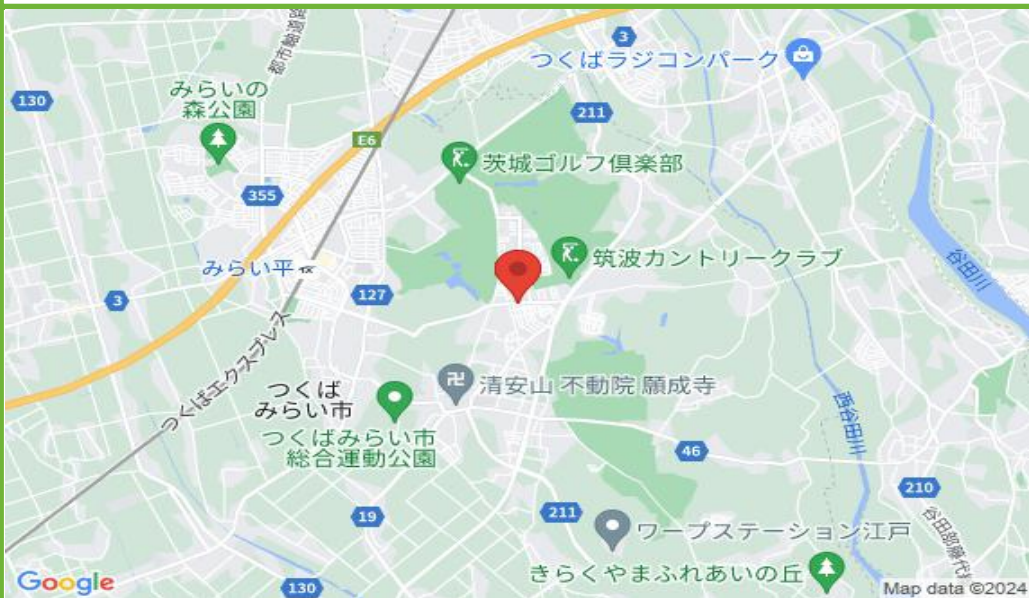 都市軸道路
3
つくばラジコンパーク
130
みらいの
森公園
211
E6
茨城ゴルフ倶楽部
355
筑波カントリークラブ
みらい平
谷田川
3
127
つくばエクスプレス
清安山 不動院 願成寺
つくば
みらい市
つくばみらい市
総合運動公園
西谷田川
46
210
19
211
ワープステーション江戸
きらくやまふれあいの丘
130
Google
Map data ©2024